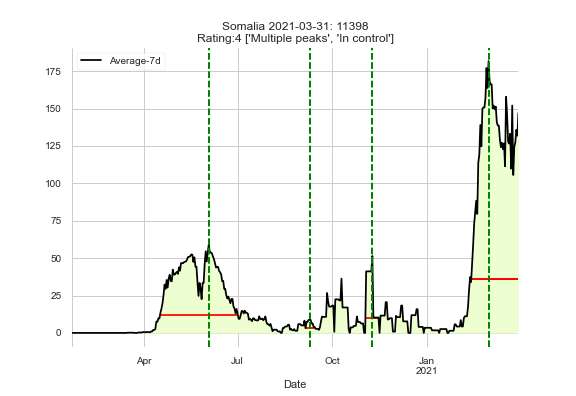 Somalia 2021-03-31: 11398
Rating:4 ['Multiple peaks', 'In control']
Average-7d
175
150
125
100
75
50
25
0
Apr
Jul
Oct
Jan
2021
Date